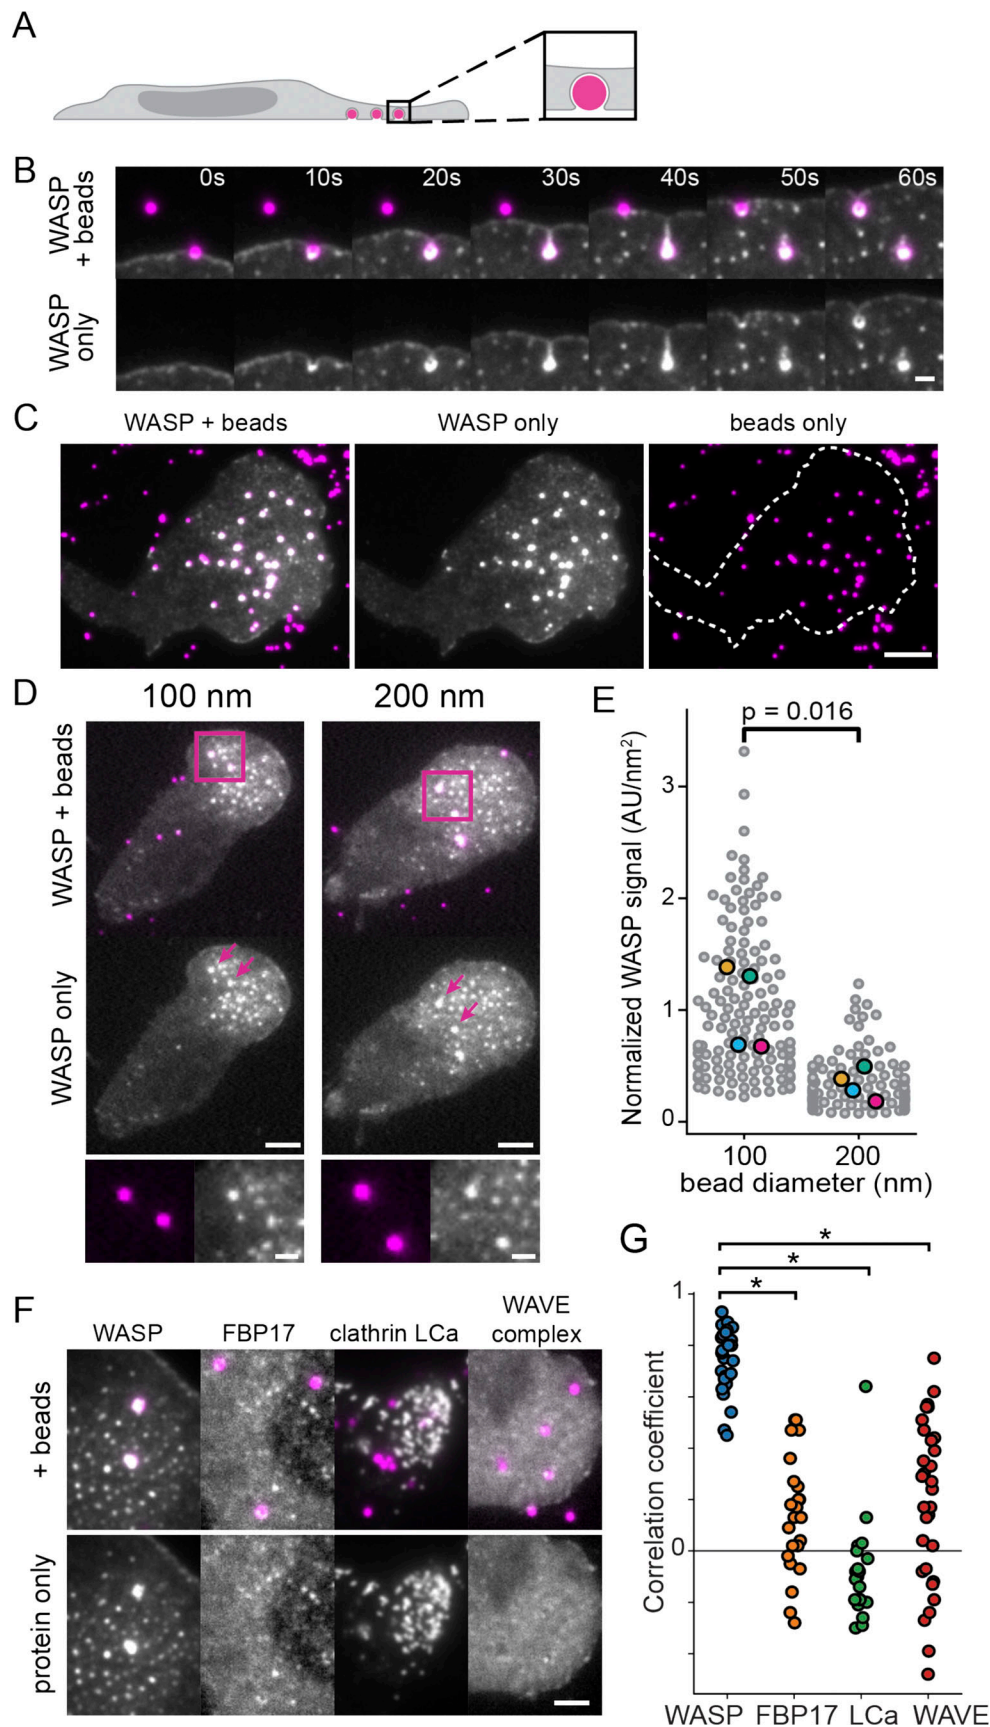 A
B
0s 10s 20s 30s 40s 50s 60s
WASP
+ beads
WASP
only
C
WASP + beads WASP only beads only
D
100 nm 200 nm
WASP + beads
WASP only
E
p = 0.016
Normalized WASP signal (AU/nm²)
3
2
1
0
100 200
bead diameter (nm)
F
WASP FBP17 clathrin LCa WAVE
complex
+ beads
protein only
G
*
*
*
Correlation coefficient
1
0
WASP FBP17 LCa WAVE